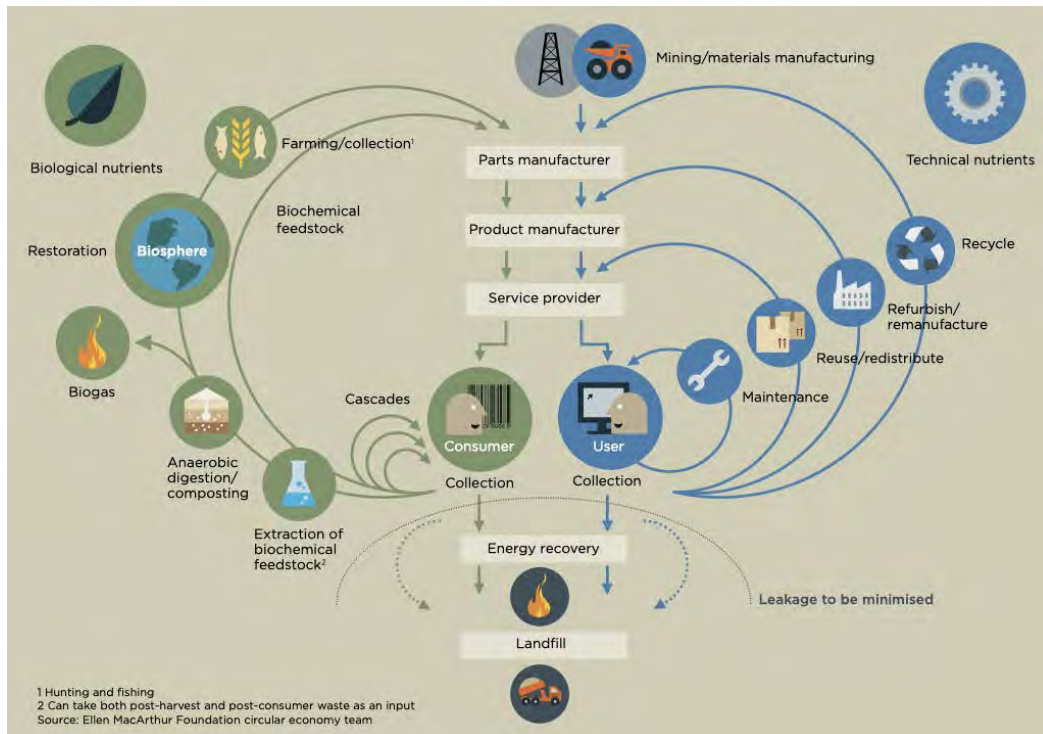 Mining/materials manufacturing
Biological nutrients
Farming/collection¹
Technical nutrients
Parts manufacturer
Biochemical
feedstock
Product manufacturer
Restoration
Biosphere
Recycle
Service provider
Refurbish/
remanufacture
Reuse/redistribute
Biogas
Cascades
Maintenance
Consumer
User
Anaerobic
digestion/
composting
Collection
Collection
Extraction of
biochemical
feedstock²
Energy recovery
Leakage to be minimised
Landfill
1 Hunting and fishing
2 Can take both post-harvest and post-consumer waste as an input
Source: Ellen MacArthur Foundation circular economy team